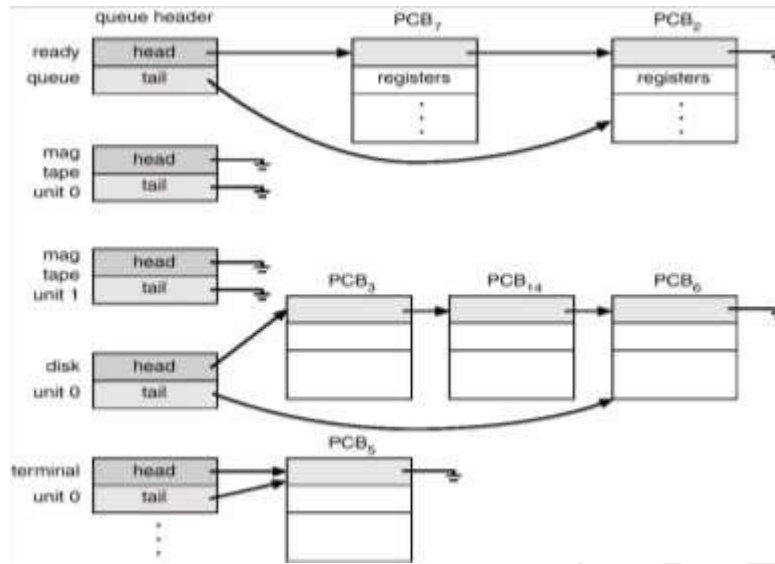 queue header PCB7 PCB2
ready head
queue tail registers registers
mag head
tape
unit 0 tail
mag head
tape
unit 1 tail PCB3 PCB14 PCB6
disk head
unit 0 tail
PCB5
terminal head
unit 0 tail